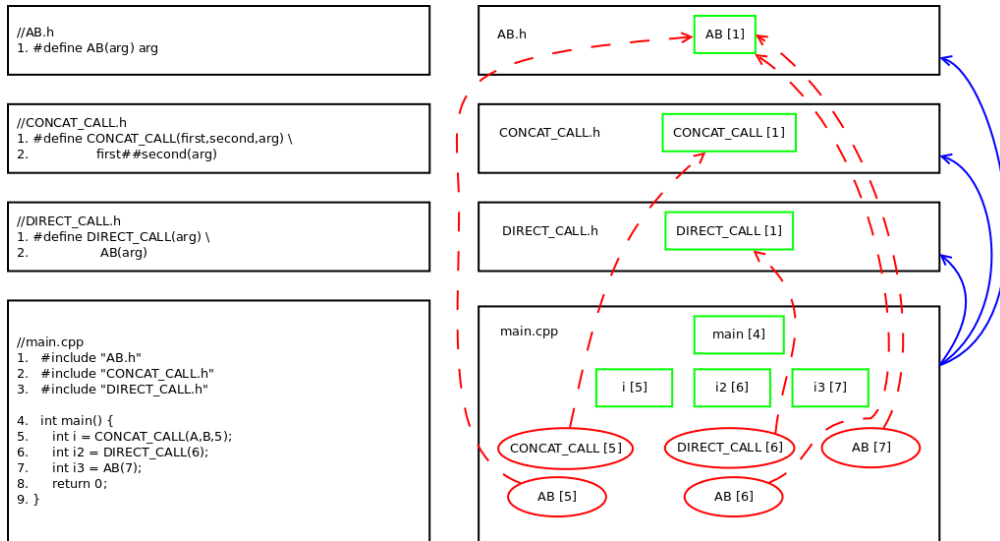 //AB.h
1. #define AB(arg) arg
//CONCAT_CALL.h
1. #define CONCAT_CALL(first,second,arg) \
2. first##second(arg)
//DIRECT_CALL.h
1. #define DIRECT_CALL(arg) \
2. AB(arg)
//main.cpp
1. #include "AB.h"
2. #include "CONCAT_CALL.h"
3. #include "DIRECT_CALL.h"
4. int main() {
5. int i = CONCAT_CALL(A,B,5);
6. int i2 = DIRECT_CALL(6);
7. int i3 = AB(7);
8. return 0;
9. }
AB.h
AB [1]
CONCAT_CALL.h
CONCAT_CALL [1]
DIRECT_CALL.h
DIRECT_CALL [1]
main.cpp
main [4]
i [5]
i2 [6]
i3 [7]
CONCAT_CALL [5]
DIRECT_CALL [6]
AB [7]
AB [5]
AB [6]